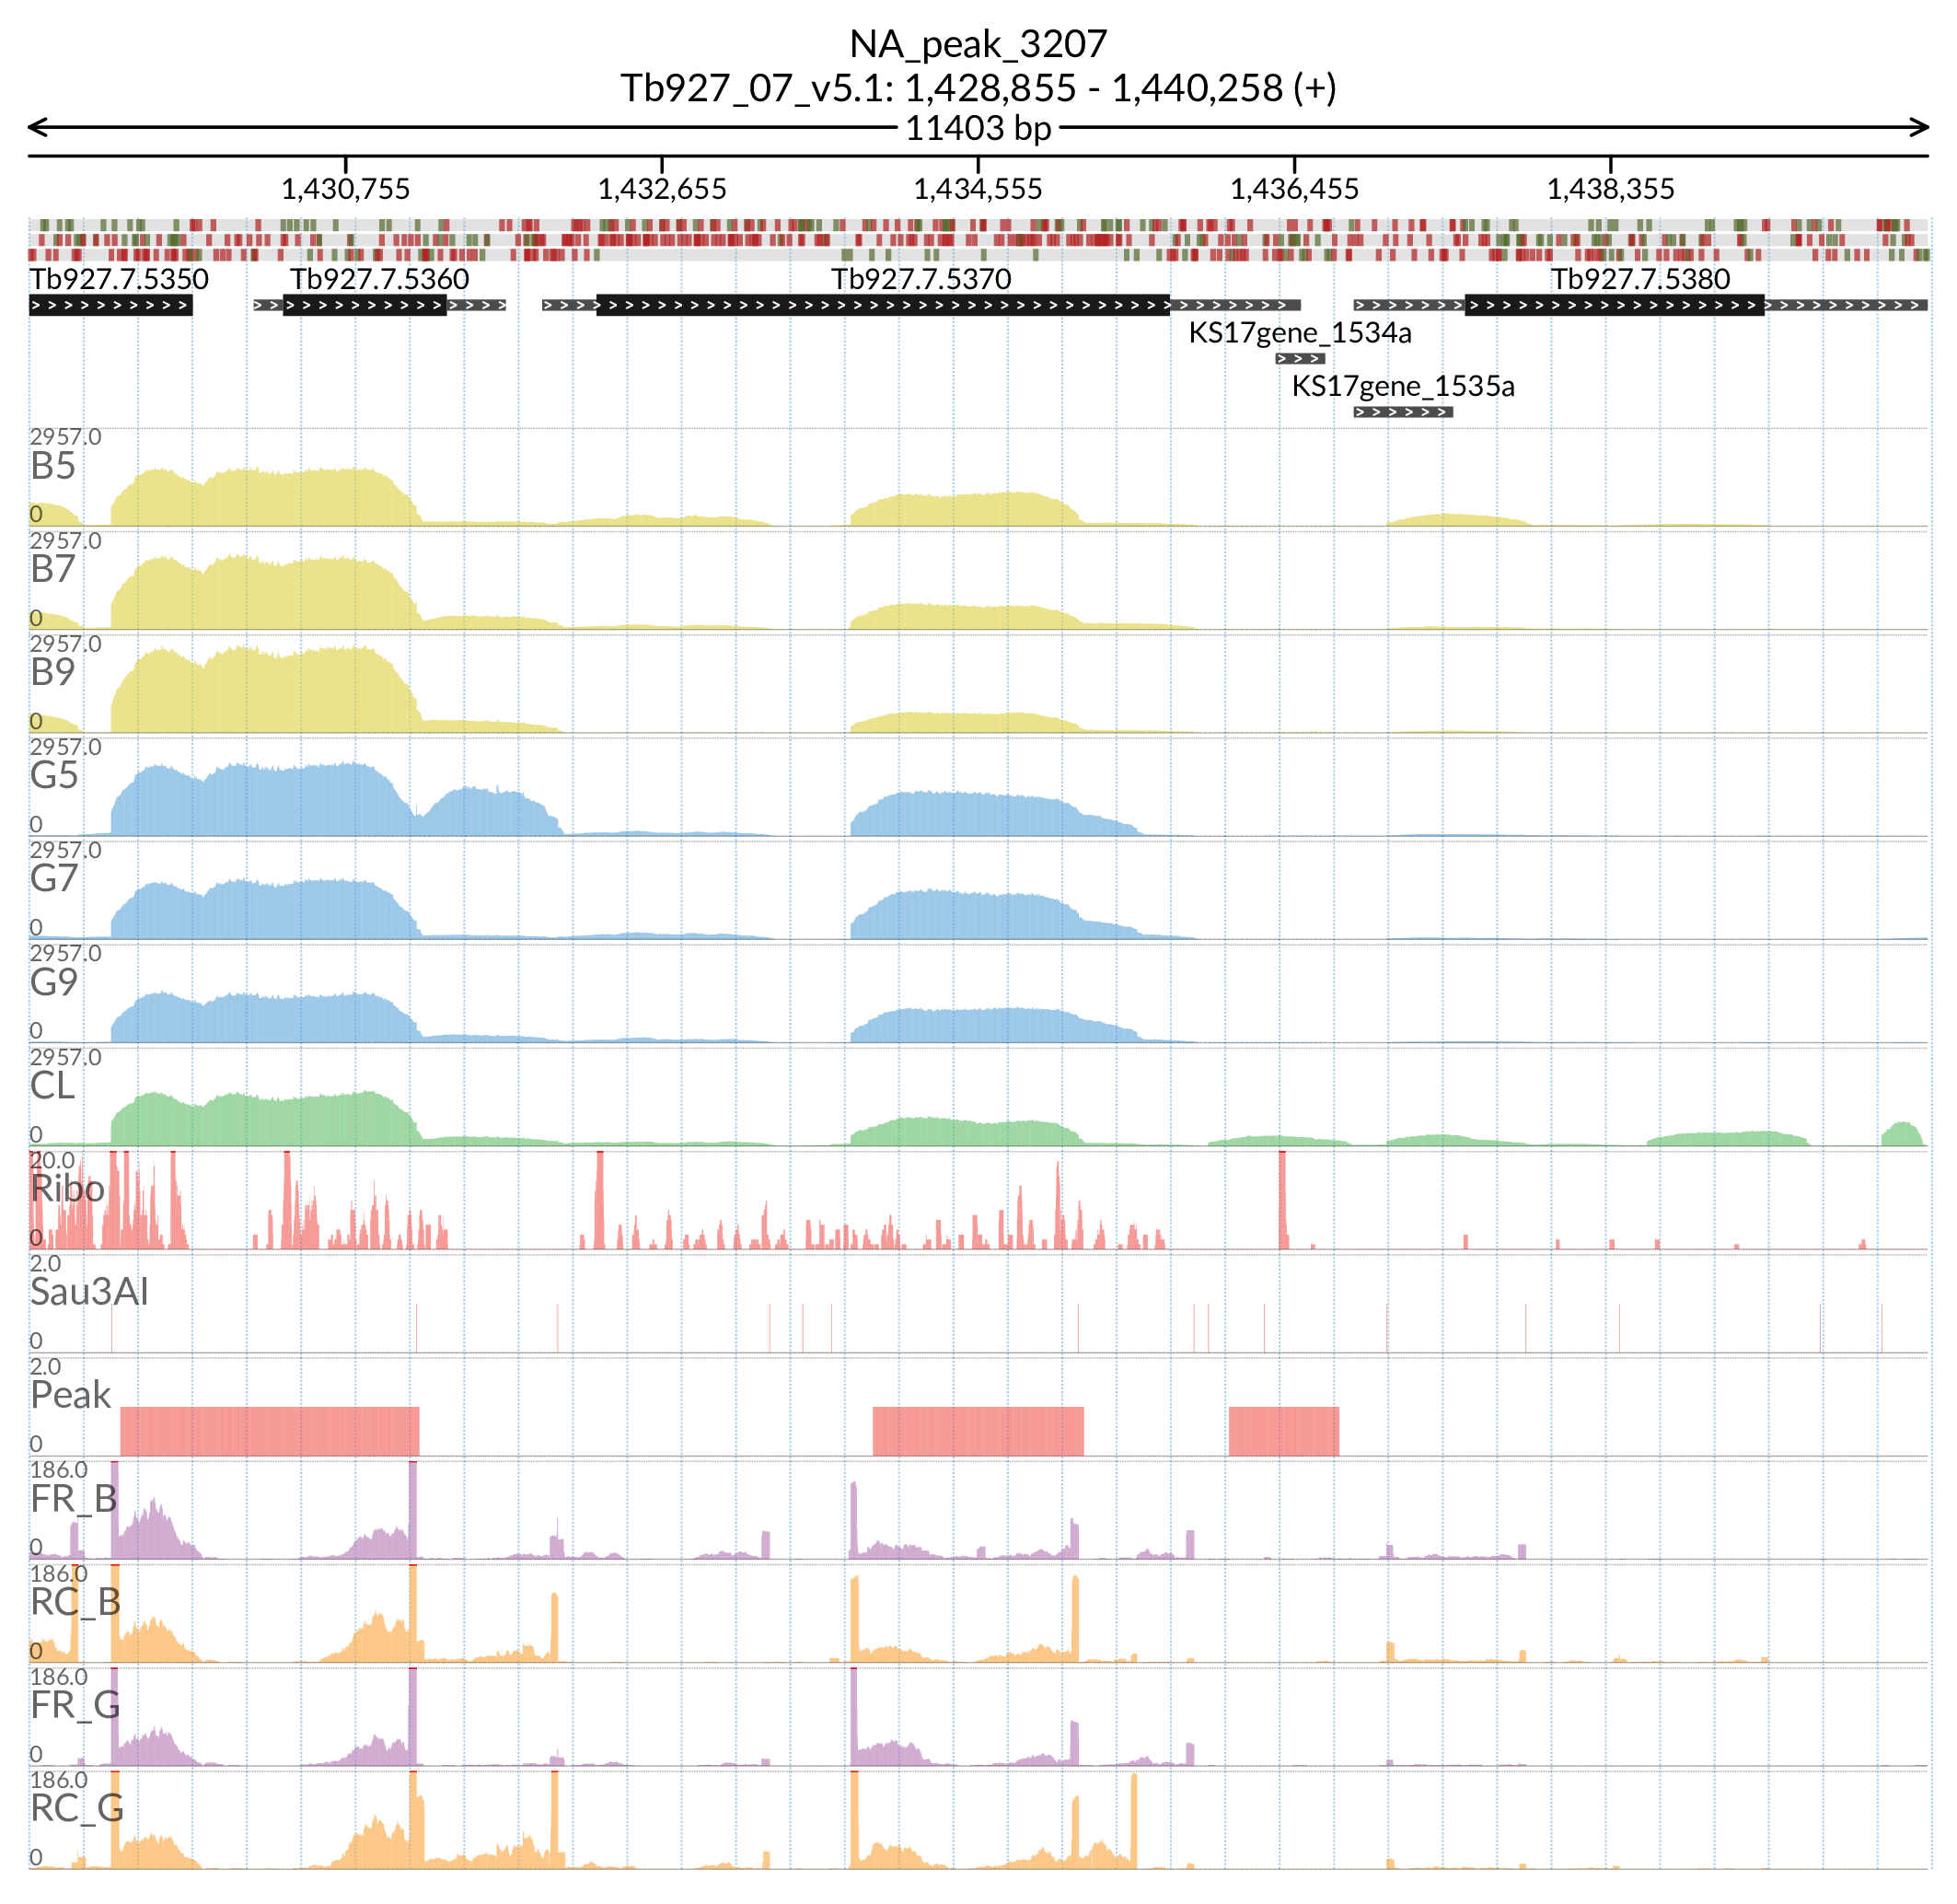 NA_peak_3207
Tb927_07_v5.1: 1,428,855 - 1,440,258 (+)
11403 bp
1,430,755 1,432,655 1,434,555 1,436,455 1,438,355
Tb927.7.5350 Tb927.7.5360 Tb927.7.5370 Tb927.7.5380
KS17gene_1534a
KS17gene_1535a
2957.0
B5
0
2957.0
B7
0
2957.0
B9
0
2957.0
G5
0
2957.0
G7
0
2957.0
G9
0
2957.0
CL
0
20.0
Ribo
0
2.0
Sau3AI
0
2.0
Peak
0
186.0
FR_B
0
186.0
RC_B
0
186.0
FR_G
0
186.0
RC_G
0